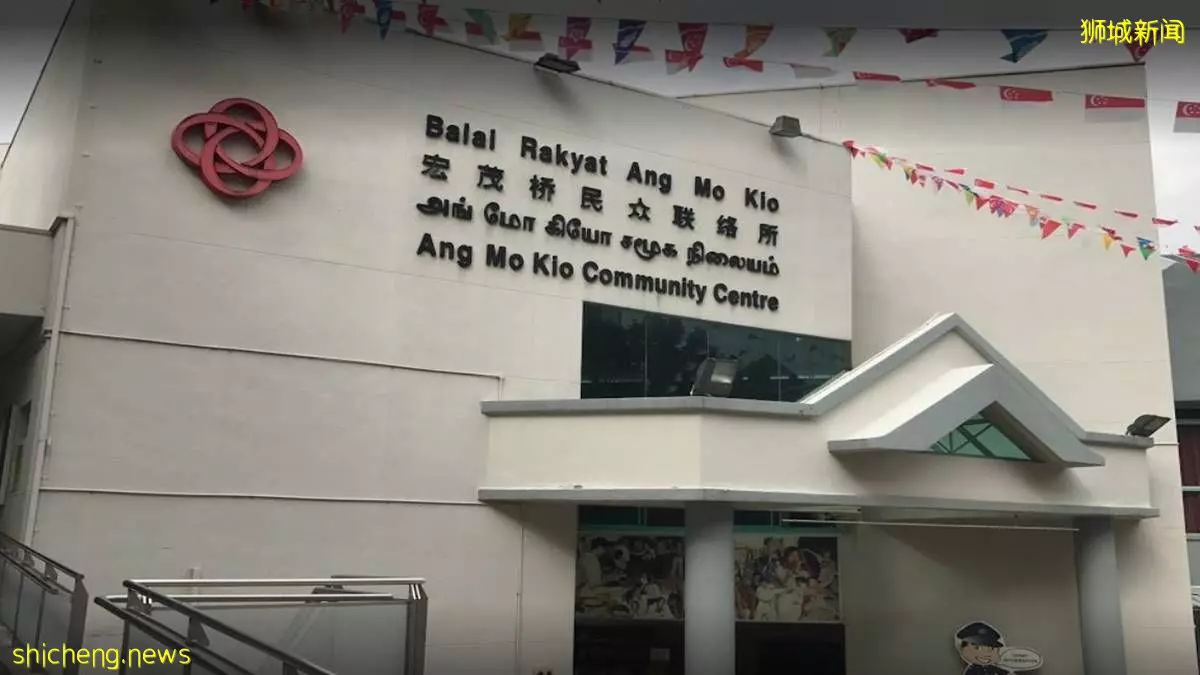 狮城新闻
Balai Rakyat Ang Mo Kio
宏茂桥民众联络所
அங் மோ கியோ சமூக நிலையம்
Ang Mo Kio Community Centre
shicheng.news